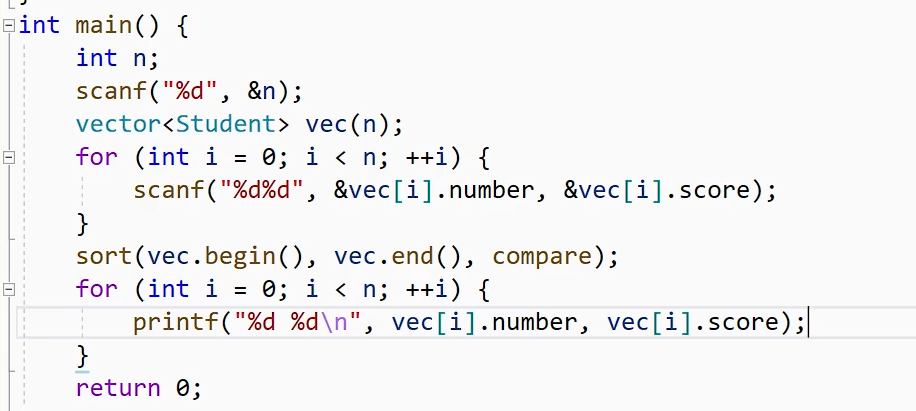 int main() {
    int n;
    scanf("%d", &n);
    vector<Student> vec(n);
    for (int i = 0; i < n; ++i) {
        scanf("%d%d", &vec[i].number, &vec[i].score);
    }
    sort(vec.begin(), vec.end(), compare);
    for (int i = 0; i < n; ++i) {
        printf("%d %d\n", vec[i].number, vec[i].score);
    }
    return 0;